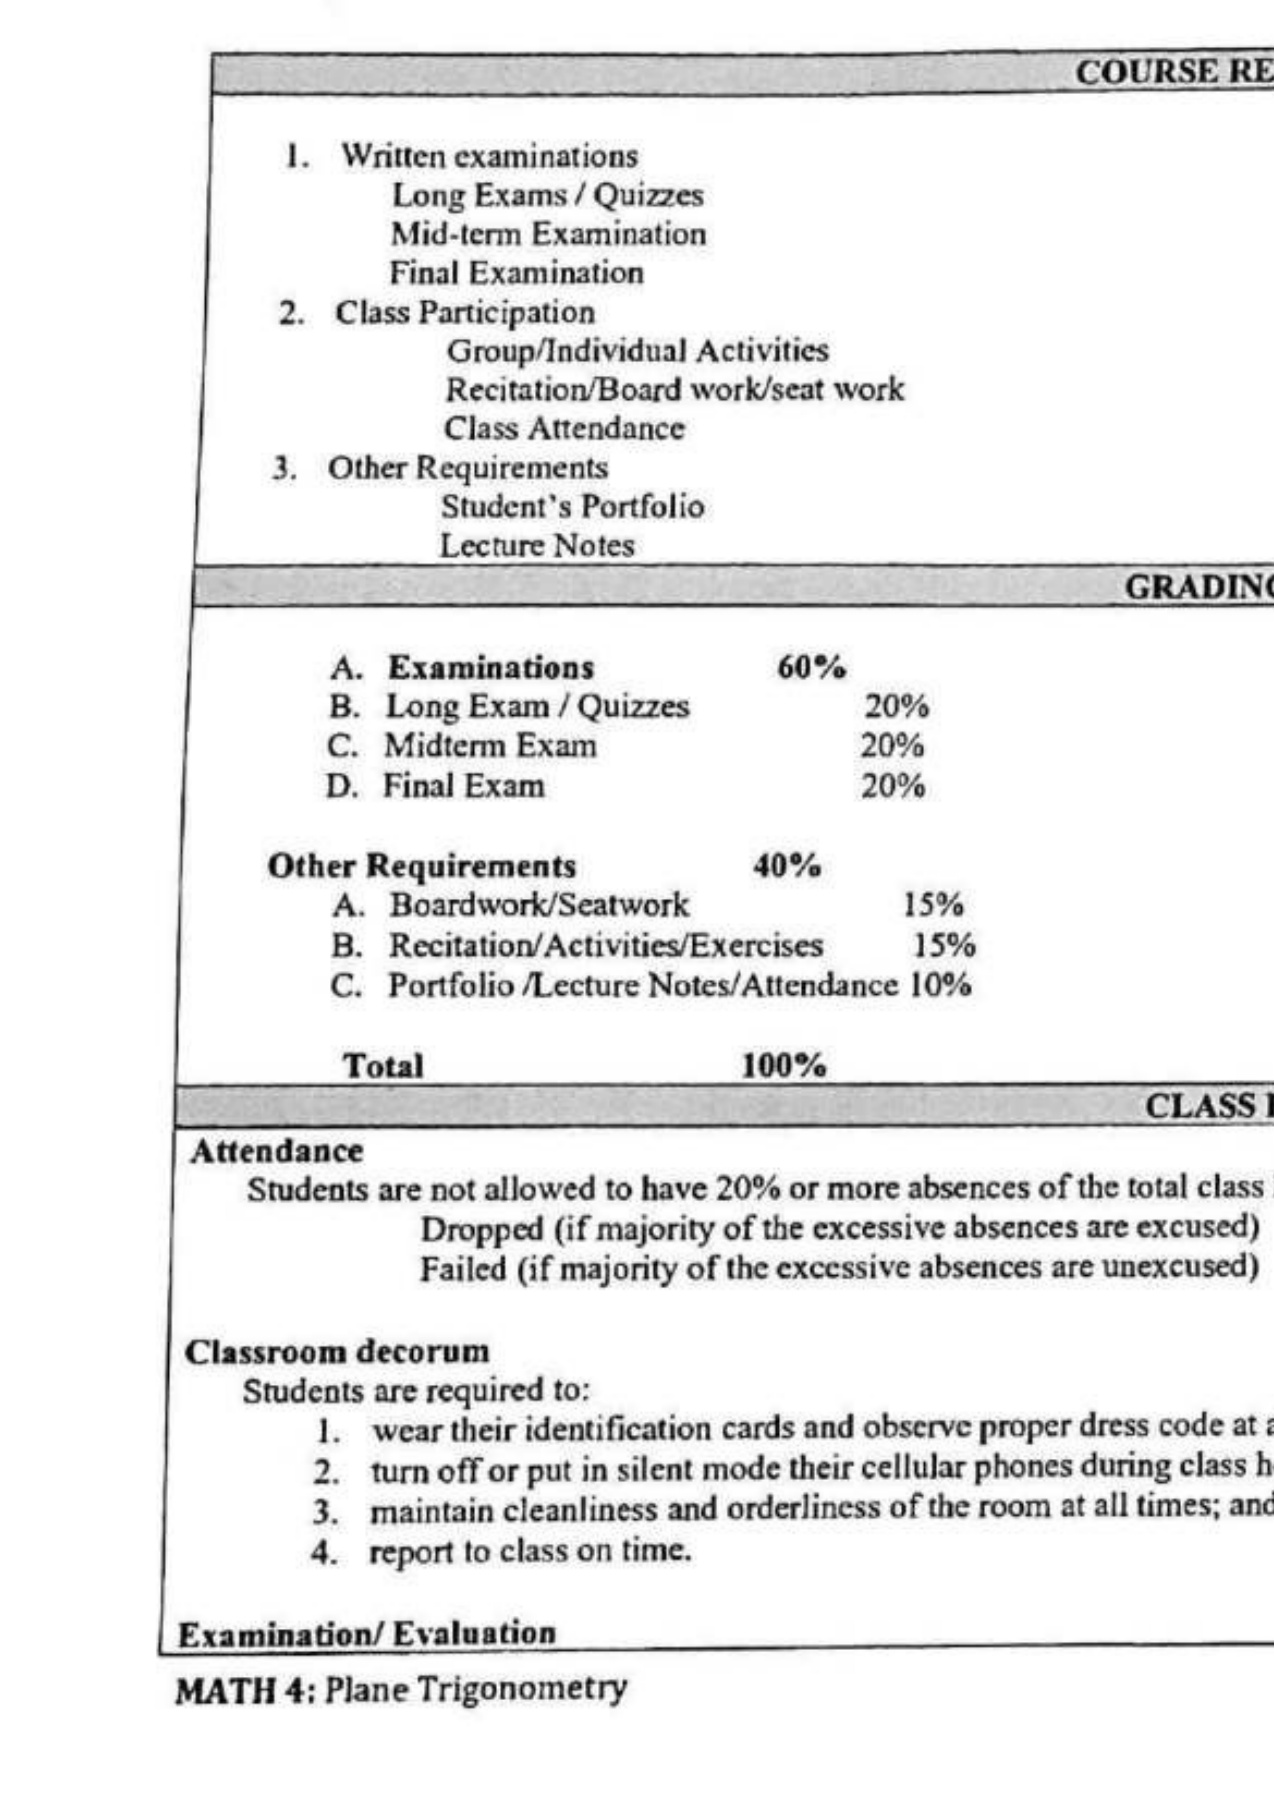 COURSE RE
1. Written examinations
Long Exams / Quizzes
Mid-term Examination
Final Examination
2. Class Participation
Group/Individual Activities
Recitation/Board work/seat work
Class Attendance
3. Other Requirements
Student's Portfolio
Lecture Notes
GRADING
A. Examinations 60%
B. Long Exam / Quizzes 20%
C. Midterm Exam 20%
D. Final Exam 20%
Other Requirements 40%
A. Boardwork/Seatwork 15%
B. Recitation/Activities/Exercises 15%
C. Portfolio /Lecture Notes/Attendance 10%
Total 100%
CLASS
Attendance
Students are not allowed to have 20% or more absences of the total class
Dropped (if majority of the excessive absences are excused)
Failed (if majority of the excessive absences are unexcused)
Classroom decorum
Students are required to:
1. wear their identification cards and observe proper dress code at a
2. turn off or put in silent mode their cellular phones during class h
3. maintain cleanliness and orderliness of the room at all times; and
4. report to class on time.
Examination/ Evaluation
MATH 4: Plane Trigonometry